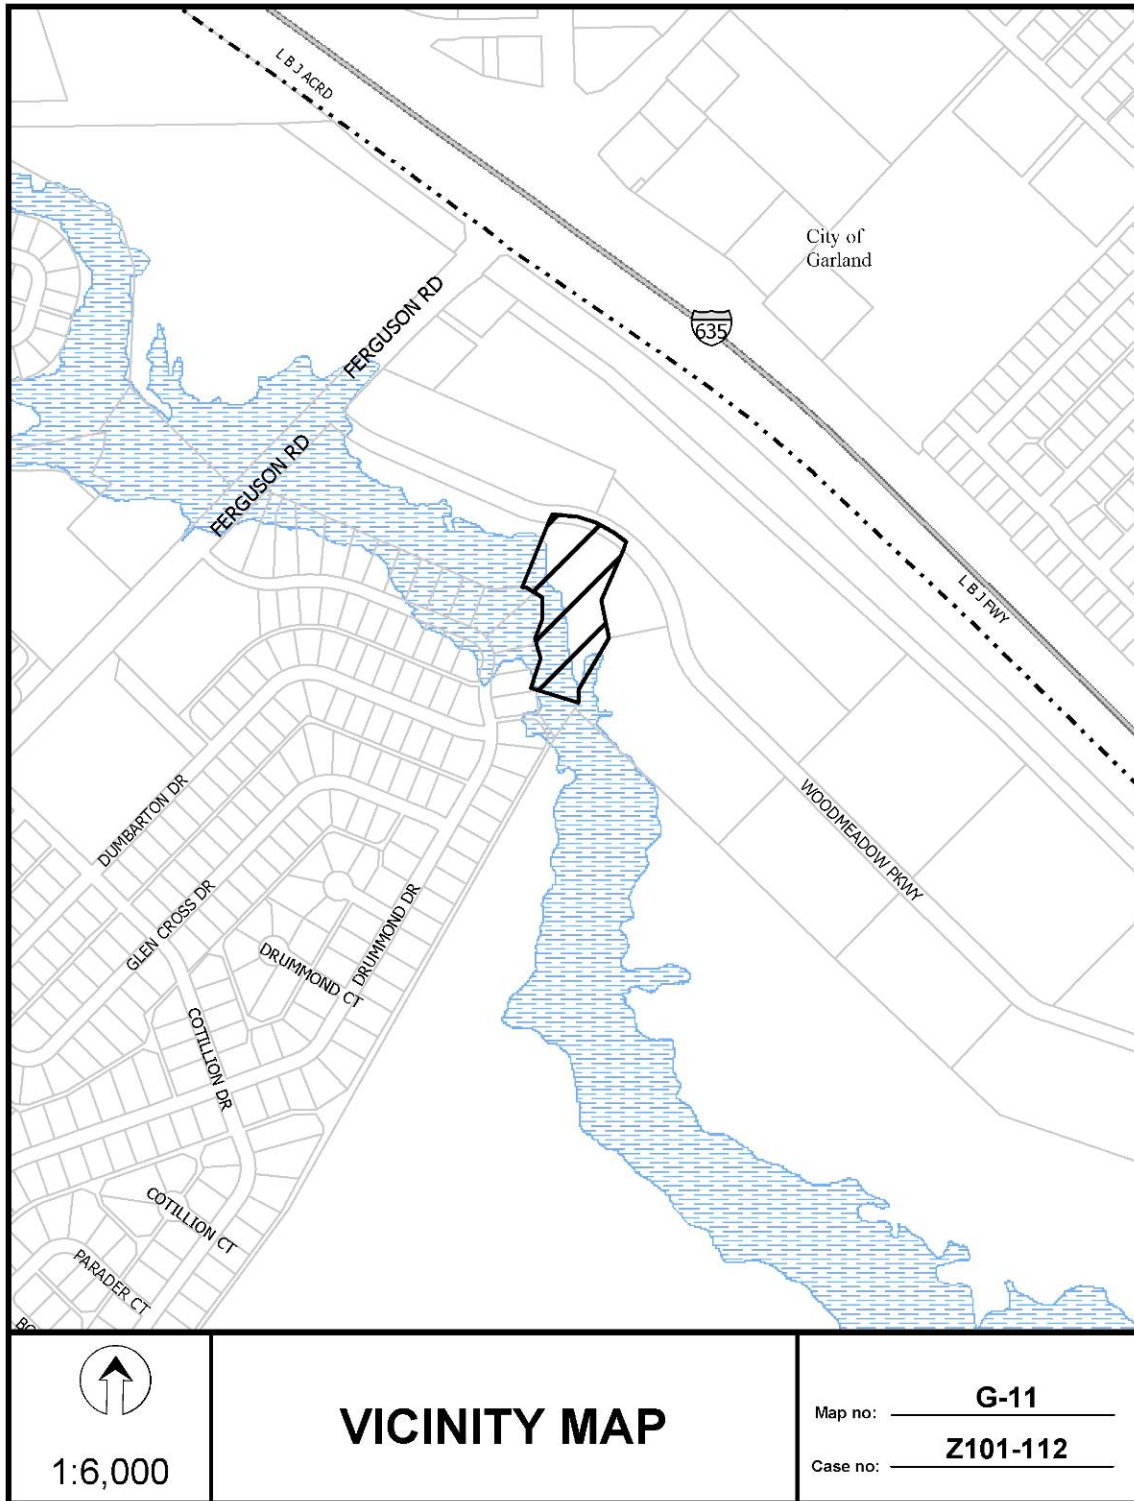 L B J ACRD
City of
Garland
FERGUSON RD
635
FERGUSON RD
L B J FWY
WOODMEADOW PKWY
DUMBARTON DR
GLEN CROSS DR
DRUMMOND DR
DRUMMOND CT
COTILLION DR
COTILLION CT
PARADER CT
1:6,000
VICINITY MAP
Map no: G-11
Case no: Z101-112